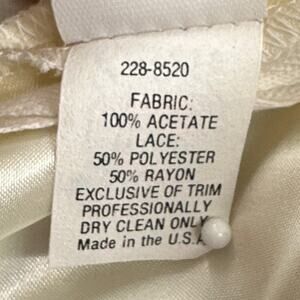 228-8520
FABRIC:
100% ACETATE
LACE:
50% POLYESTER
50% RAYON
EXCLUSIVE OF TRIM
PROFESSIONALLY
DRY CLEAN ONLY
Made in the U.S.A